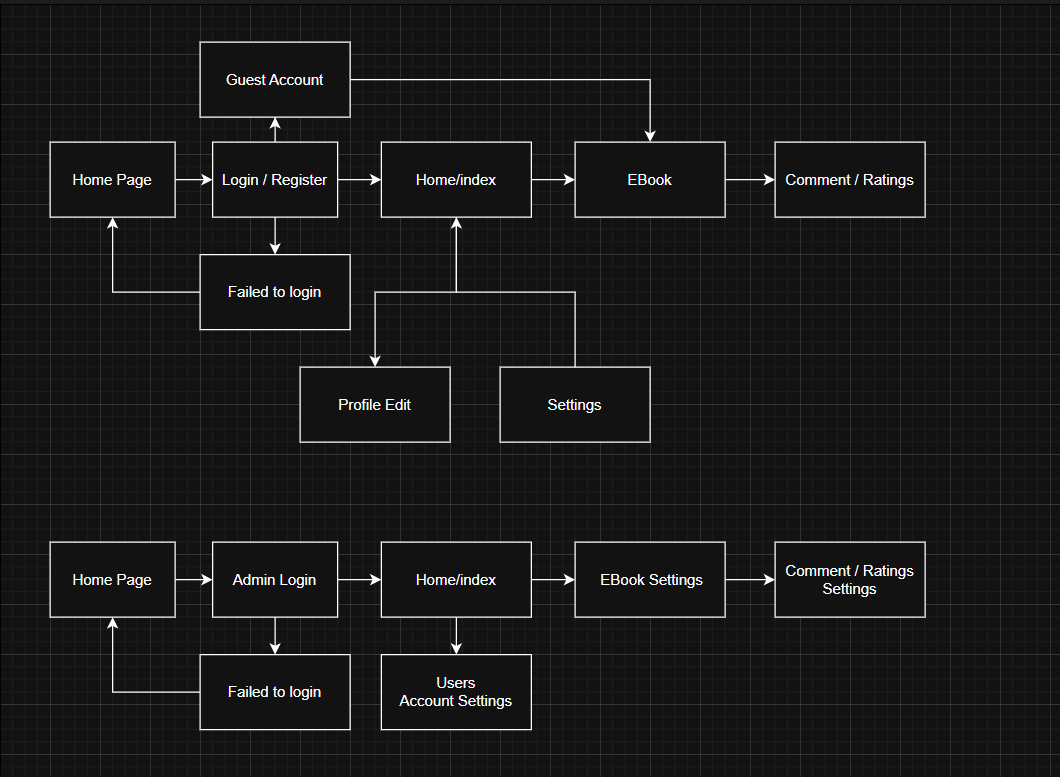 Guest Account
Home Page
Login / Register
Home/index
EBook
Comment / Ratings
Failed to login
Profile Edit
Settings
Home Page
Admin Login
Home/index
EBook Settings
Comment / Ratings
Settings
Failed to login
Users
Account Settings